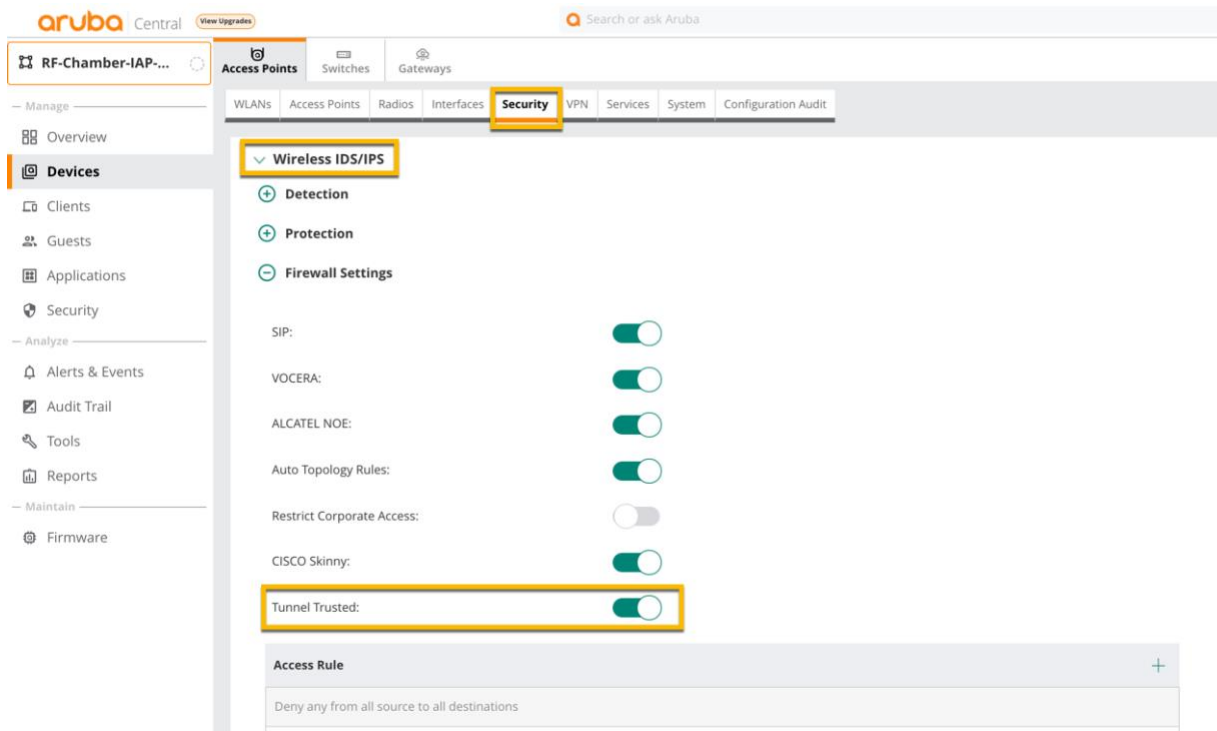 aruba Central View Upgrades
Search or ask Aruba
RF-Chamber-IAP-...
Access Points Switches Gateways
Manage
Overview
Devices
Clients
Guests
Applications
Security
Analyze
Alerts & Events
Audit Trail
Tools
Reports
Maintain
Firmware
WLANs Access Points Radios Interfaces Security VPN Services System Configuration Audit
Wireless IDS/IPS
Detection
Protection
Firewall Settings
SIP:
VOCERA:
ALCATEL NOE:
Auto Topology Rules:
Restrict Corporate Access:
CISCO Skinny:
Tunnel Trusted:
Access Rule
Deny any from all source to all destinations